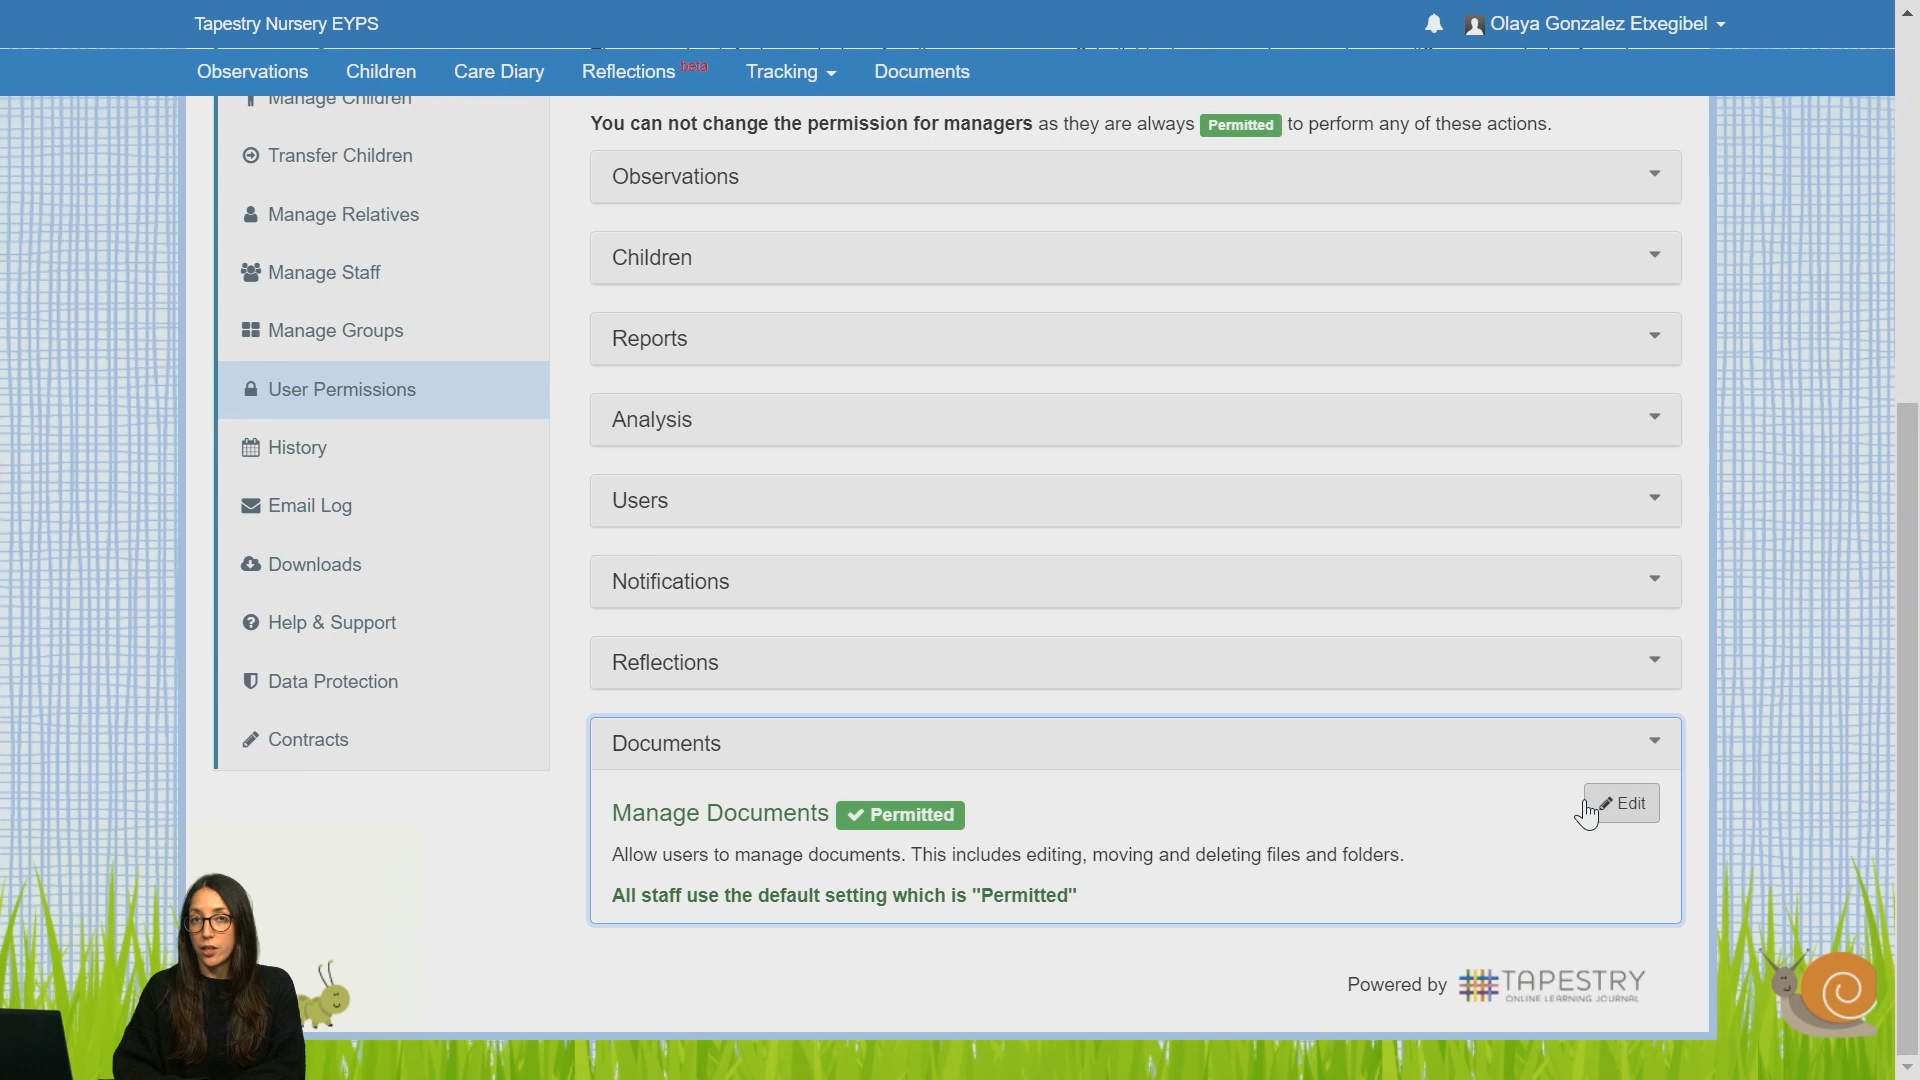 Tapestry Nursery EYPS
Olaya Gonzalez Etxegibel
Observations
Children
Care Diary
Reflections beta
Tracking
Documents
Manage Children
Transfer Children
Manage Relatives
Manage Staff
Manage Groups
User Permissions
History
Email Log
Downloads
Help & Support
Data Protection
Contracts
You can not change the permission for managers as they are always Permitted to perform any of these actions.
Observations
Children
Reports
Analysis
Users
Notifications
Reflections
Documents
Manage Documents Permitted
Edit
Allow users to manage documents. This includes editing, moving and deleting files and folders.
All staff use the default setting which is "Permitted"
Powered by TAPESTRY
ONLINE LEARNING JOURNAL